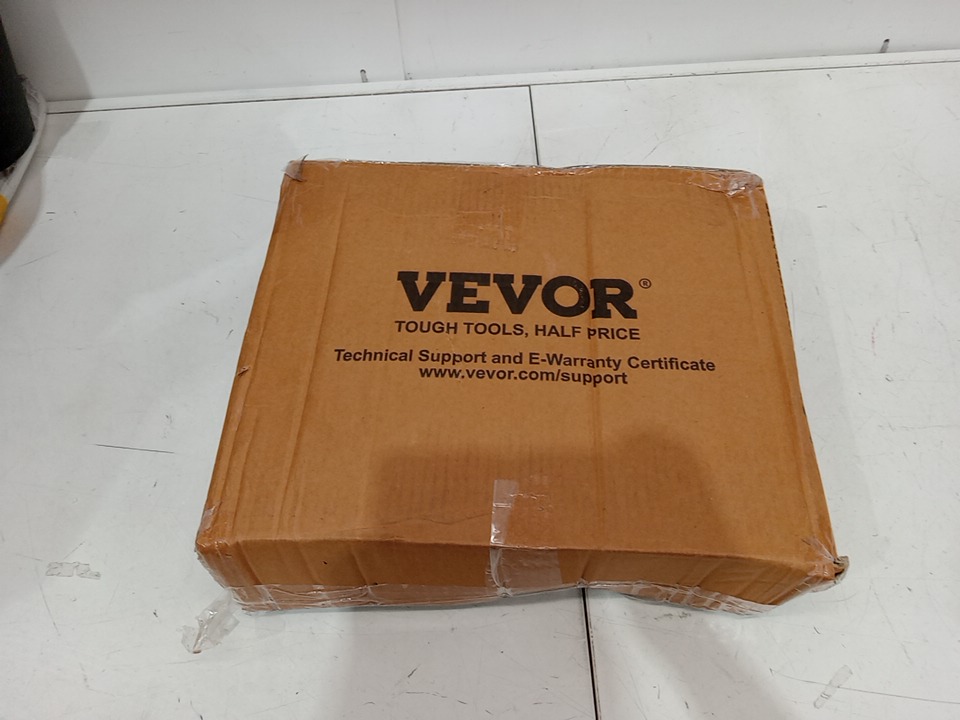 VEVOR®
TOUGH TOOLS, HALF PRICE
Technical Support and E-Warranty Certificate
www.vevor.com/support